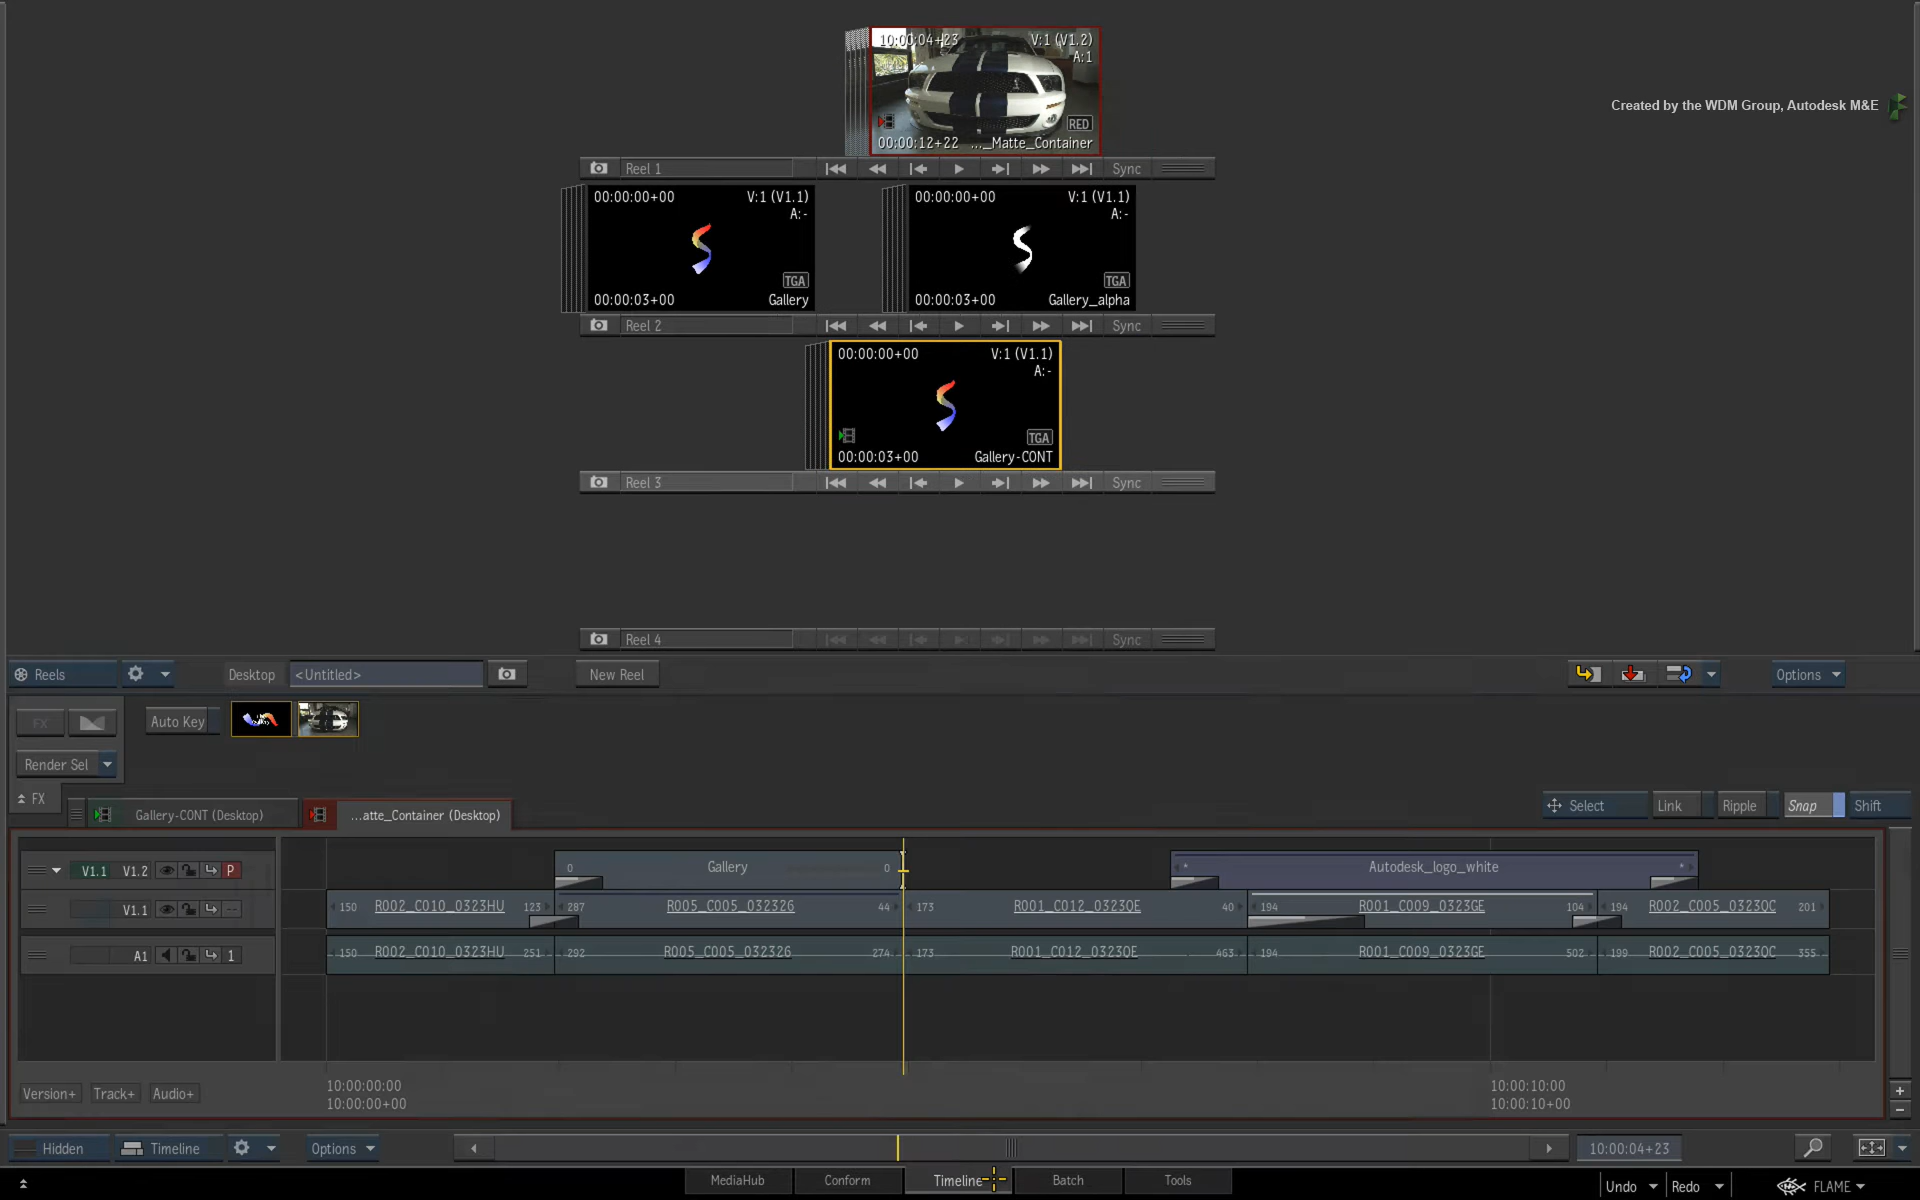 10:00:04+23 V:1 (V1.2)
A:1
RED
00:00:12+22 ..._Matte_Container
Created by the WDM Group, Autodesk M&E
Reel 1 Sync
00:00:00+00 V:1 (V1.1)
A:-
TGA
00:00:03+00 Gallery
00:00:00+00 V:1 (V1.1)
A:-
TGA
00:00:03+00 Gallery_alpha
Reel 2 Sync
00:00:00+00 V:1 (V1.1)
A:-
TGA
00:00:03+00 Gallery-CONT
Reel 3 Sync
Reel 4 Sync
Reels Desktop <Untitled> New Reel Options
FX Auto Key
Render Sel
FX
Gallery-CONT (Desktop) ...atte_Container (Desktop) Select Link Ripple Snap Shift
V1.1 V1.2 P 0 Gallery 0 Autodesk_logo_white
V1.1 -- 150 R002_C010_0323HU 123 287 R005_C005_032326 44 173 R001_C012_0323QE 40 194 R001_C009_0323GE 104 194 R002_C005_0323QC 201
A1 1 150 R002_C010_0323HU 251 292 R005_C005_032326 274 173 R001_C012_0323QE 463 194 R001_C009_0323GE 502 199 R002_C005_0323QC 355
Version+ Track+ Audio+
10:00:00:00 10:00:10:00
10:00:00+00 10:00:10+00
Hidden Timeline Options 10:00:04+23
MediaHub Conform Timeline Batch Tools
Undo Redo FLAME